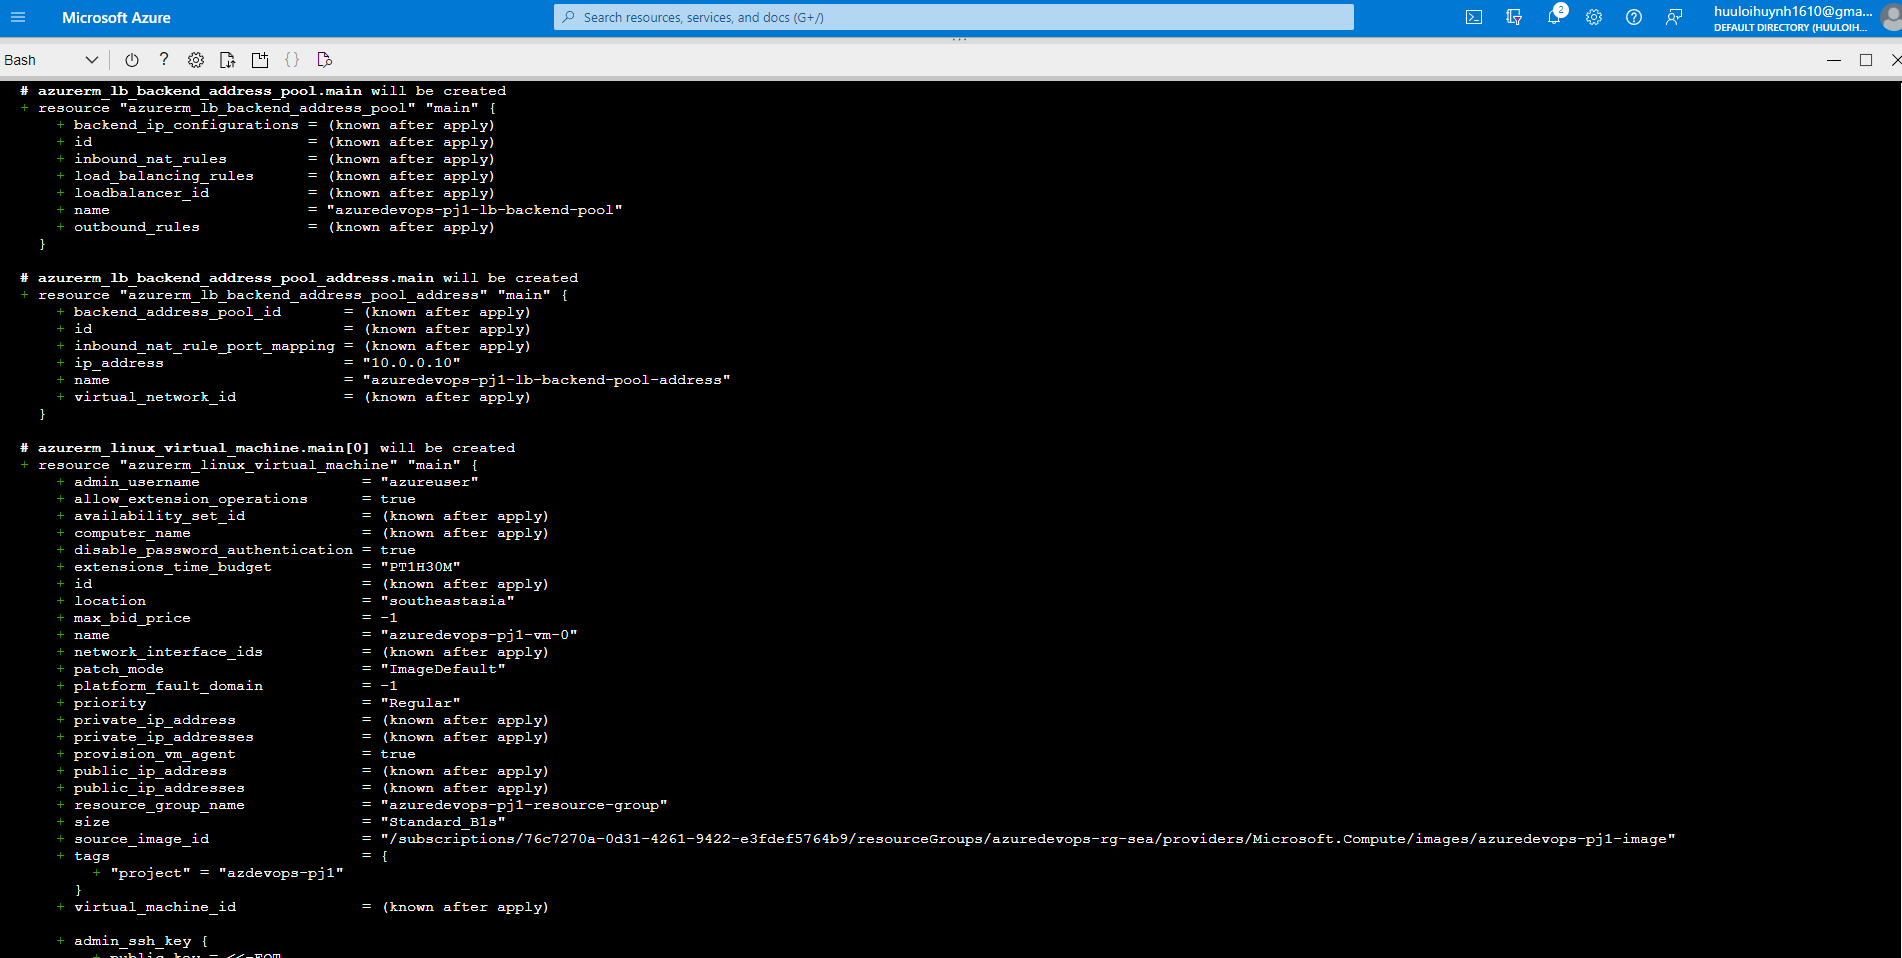 Microsoft Azure
Search resources, services, and docs (G+/)
2
huuloihuynh1610@gma...
DEFAULT DIRECTORY (HUULOIH...
Bash
# azurerm_lb_backend_address_pool.main will be created
+ resource "azurerm_lb_backend_address_pool" "main" {
+ backend_ip_configurations = (known after apply)
+ id = (known after apply)
+ inbound_nat_rules = (known after apply)
+ load_balancing_rules = (known after apply)
+ loadbalancer_id = (known after apply)
+ name = "azuredevops-pj1-lb-backend-pool"
+ outbound_rules = (known after apply)
}
# azurerm_lb_backend_address_pool_address.main will be created
+ resource "azurerm_lb_backend_address_pool_address" "main" {
+ backend_address_pool_id = (known after apply)
+ id = (known after apply)
+ inbound_nat_rule_port_mapping = (known after apply)
+ ip_address = "10.0.0.10"
+ name = "azuredevops-pj1-lb-backend-pool-address"
+ virtual_network_id = (known after apply)
}
# azurerm_linux_virtual_machine.main[0] will be created
+ resource "azurerm_linux_virtual_machine" "main" {
+ admin_username = "azureuser"
+ allow_extension_operations = true
+ availability_set_id = (known after apply)
+ computer_name = (known after apply)
+ disable_password_authentication = true
+ extensions_time_budget = "PT1H30M"
+ id = (known after apply)
+ location = "southeastasia"
+ max_bid_price = -1
+ name = "azuredevops-pj1-vm-0"
+ network_interface_ids = (known after apply)
+ patch_mode = "ImageDefault"
+ platform_fault_domain = -1
+ priority = "Regular"
+ private_ip_address = (known after apply)
+ private_ip_addresses = (known after apply)
+ provision_vm_agent = true
+ public_ip_address = (known after apply)
+ public_ip_addresses = (known after apply)
+ resource_group_name = "azuredevops-pj1-resource-group"
+ size = "Standard_B1s"
+ source_image_id = "/subscriptions/76c7270a-0d31-4261-9422-e3fdef5764b9/resourceGroups/azuredevops-rg-sea/providers/Microsoft.Compute/images/azuredevops-pj1-image"
+ tags = {
+ "project" = "azdevops-pj1"
}
+ virtual_machine_id = (known after apply)
+ admin_ssh_key {
+ public_key = <<-EOT